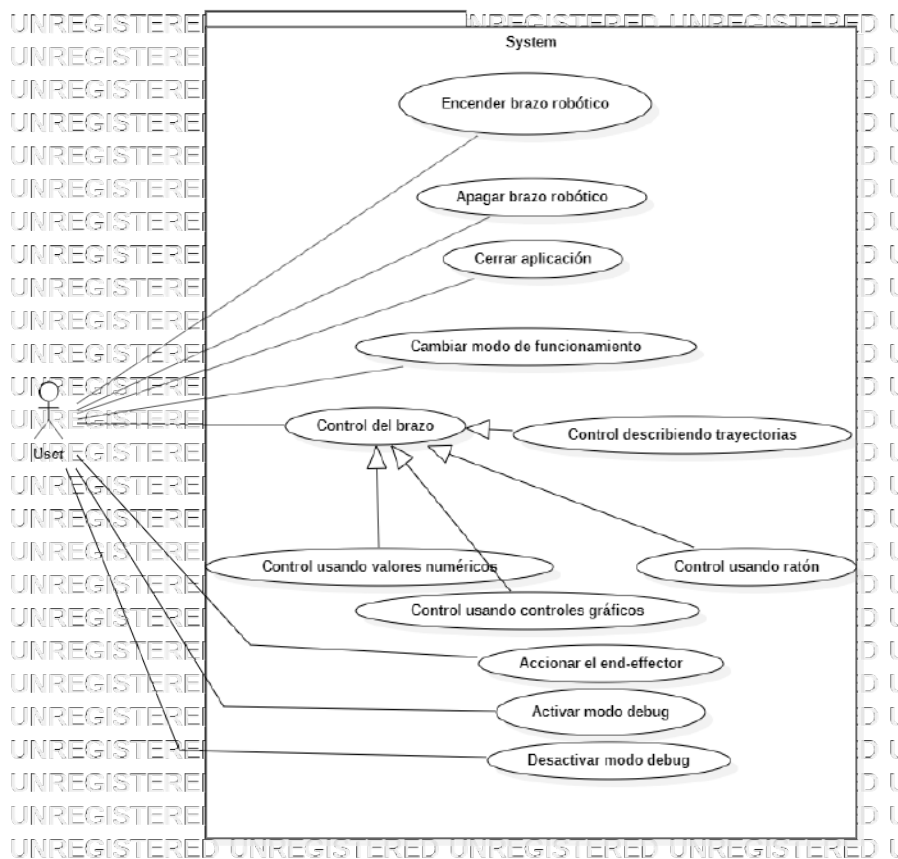 System
Encender brazo robótico
Apagar brazo robótico
Cerrar aplicación
Cambiar modo de funcionamiento
Control del brazo
Control describiendo trayectorias
User
Control usando valores numéricos
Control usando ratón
Control usando controles gráficos
Accionar el end-effector
Activar modo debug
Desactivar modo debug
UNREGISTERED UNREGISTERED UNREGISTERED